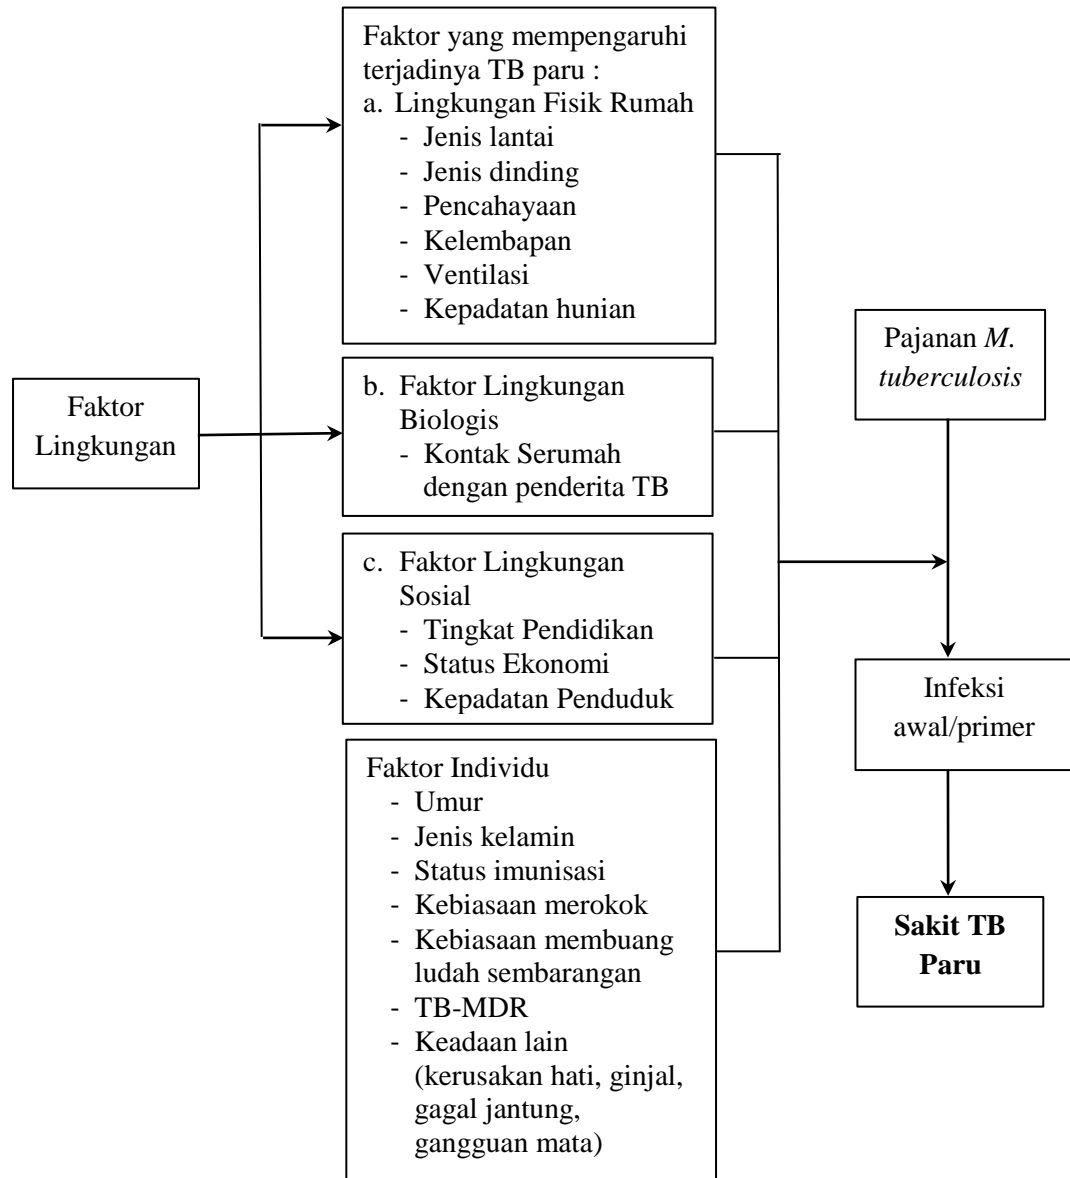 Faktor yang mempengaruhi
terjadinya TB paru :
a. Lingkungan Fisik Rumah
- Jenis lantai
- Jenis dinding
- Pencahayaan
- Kelembapan
- Ventilasi
- Kepadatan hunian
Faktor
Lingkungan
b. Faktor Lingkungan
Biologis
- Kontak Serumah
dengan penderita TB
c. Faktor Lingkungan
Sosial
- Tingkat Pendidikan
- Status Ekonomi
- Kepadatan Penduduk
Faktor Individu
- Umur
- Jenis kelamin
- Status imunisasi
- Kebiasaan merokok
- Kebiasaan membuang
ludah sembarangan
- TB-MDR
- Keadaan lain
(kerusakan hati, ginjal,
gagal jantung,
gangguan mata)
Pajanan M.
tuberculosis
Infeksi
awal/primer
Sakit TB
Paru